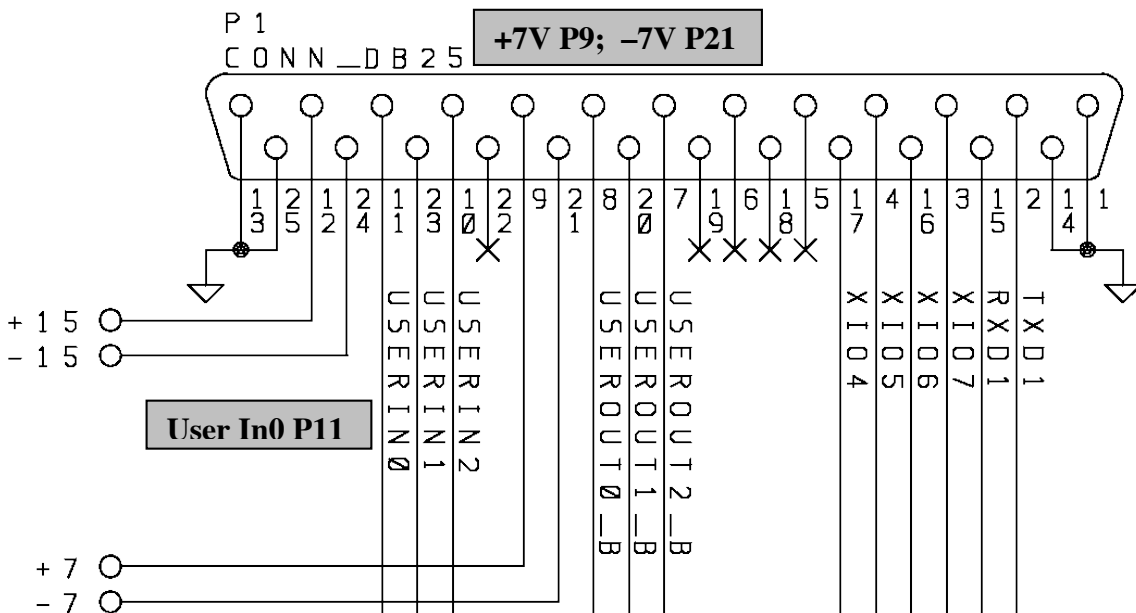 P1
CONN_DB25
+7V P9; –7V P21
13 25 12 24 11 23 10 22 9 21 8 20 7 19 6 18 5 17 4 16 3 15 2 14 1
+15
-15
User In0 P11
USERIN0
USERIN1
USERIN2
USEROUT0_B
USEROUT1_B
USEROUT2_B
XIO4
XIO5
XIO6
XIO7
RXD1
TXD1
+7
-7